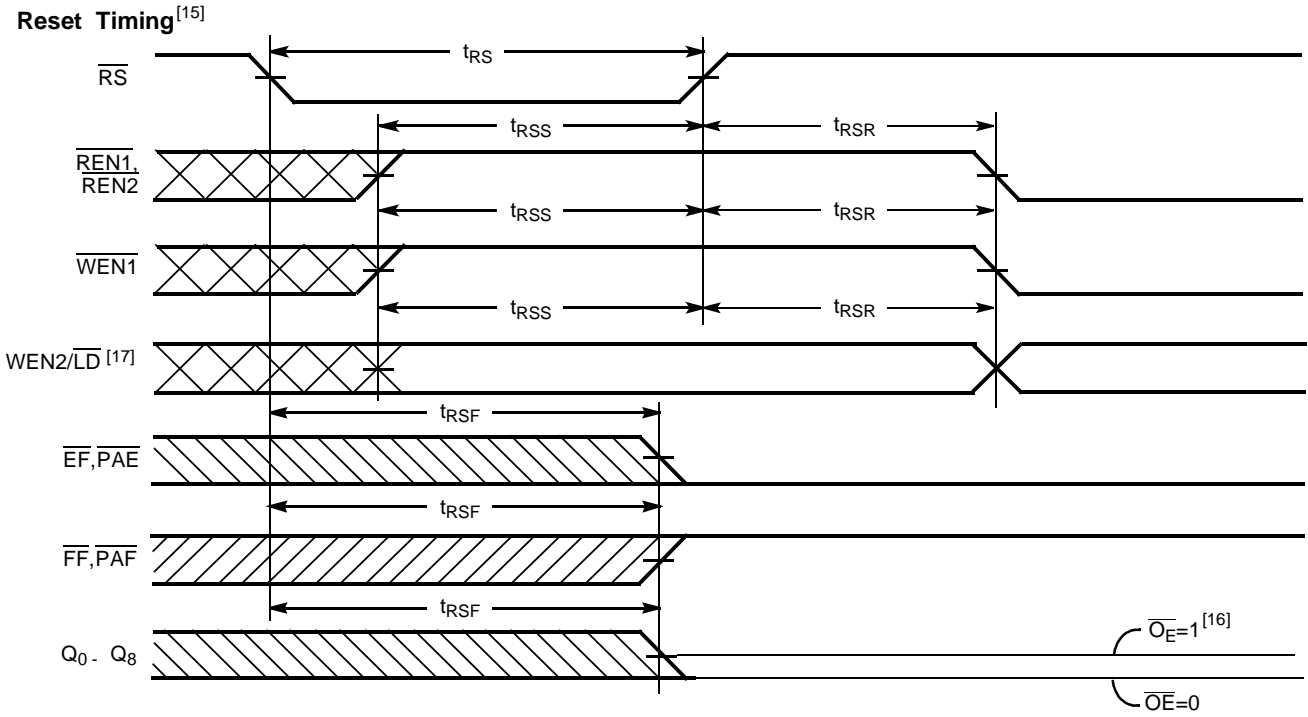 Reset Timing[15]
tRS
RS
tRSS
tRSR
REN1,
REN2
tRSS
tRSR
WEN1
tRSS
tRSR
WEN2/LD [17]
tRSF
EF,PAE
tRSF
FF,PAF
tRSF
OE=1[16]
Q0 - Q8
OE=0